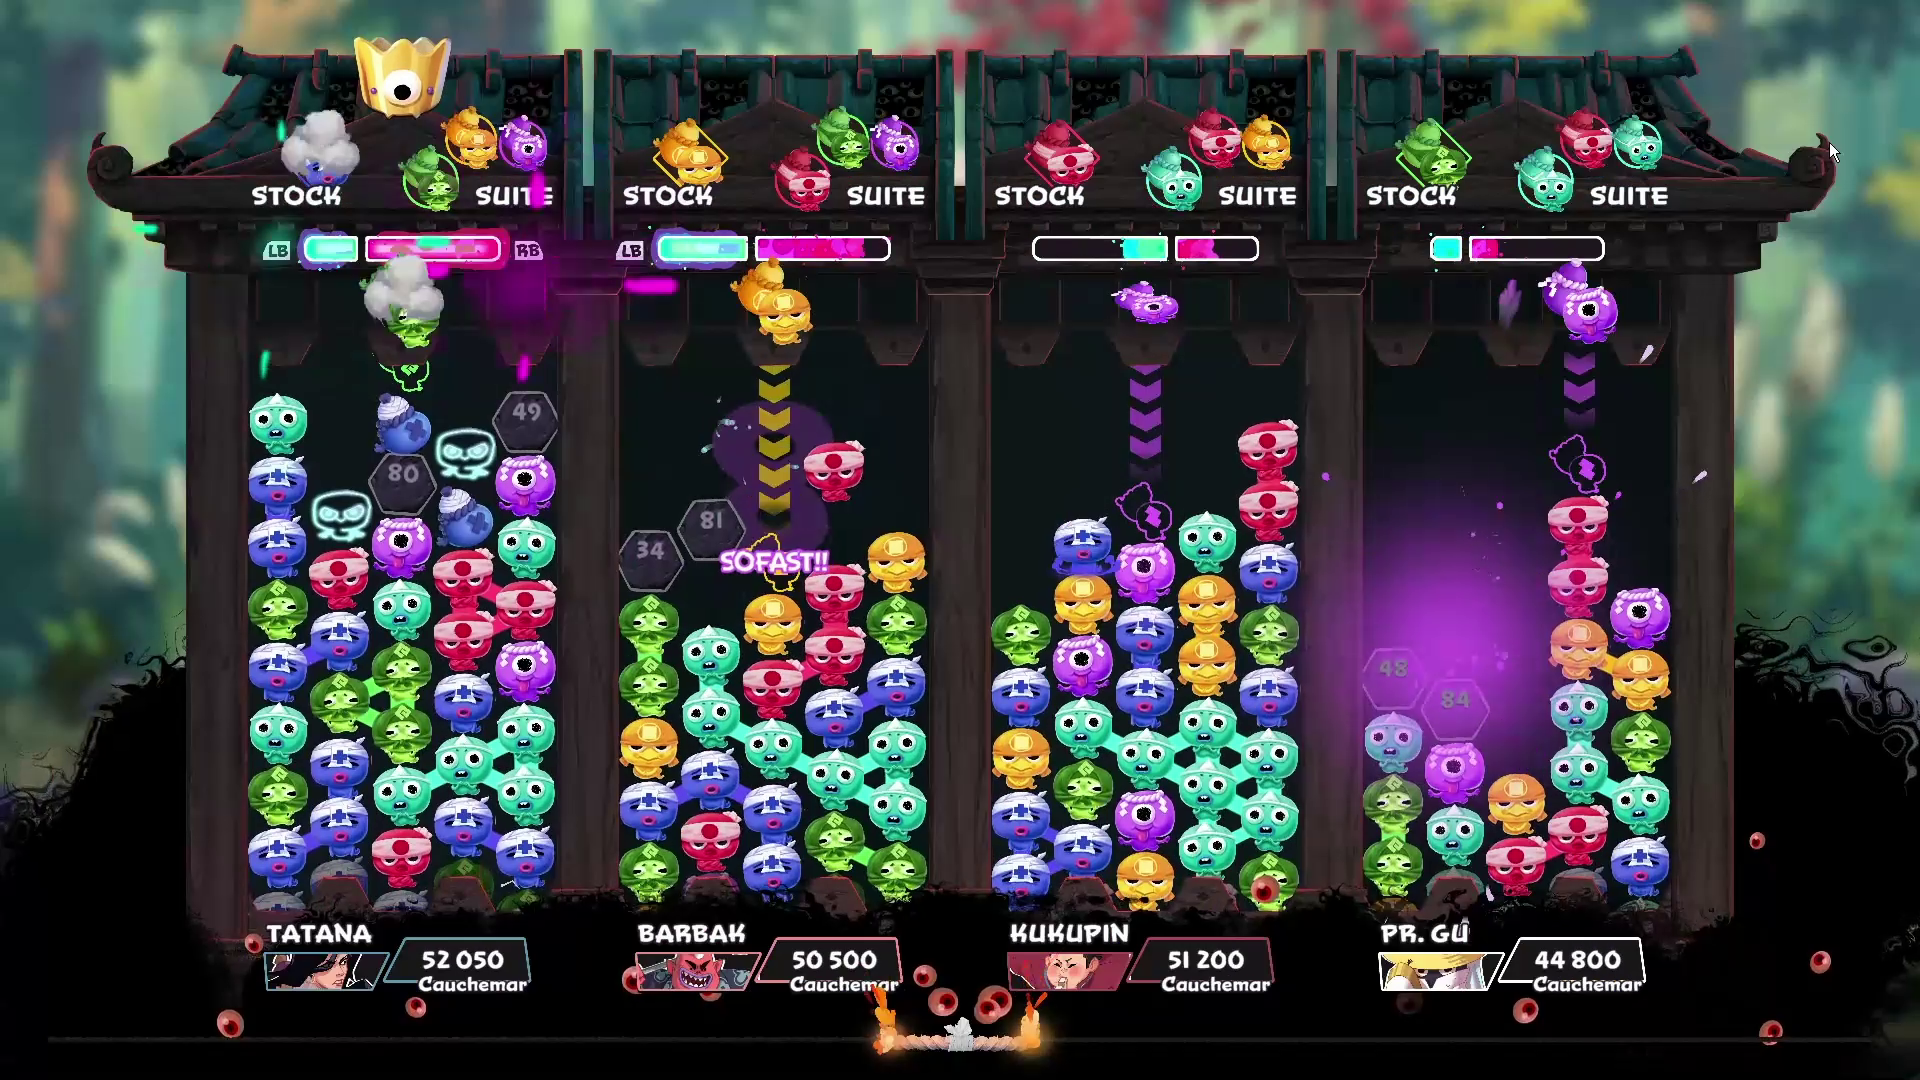 STOCK SUITE STOCK SUITE STOCK SUITE STOCK SUITE
LB RB LB
49
80
81
34
SOFAST!!
48
84
TATANA BARBAK KUKUPIN PR. GU
52 050 50 500 51 200 44 800
Cauchemar Cauchemar Cauchemar Cauchemar